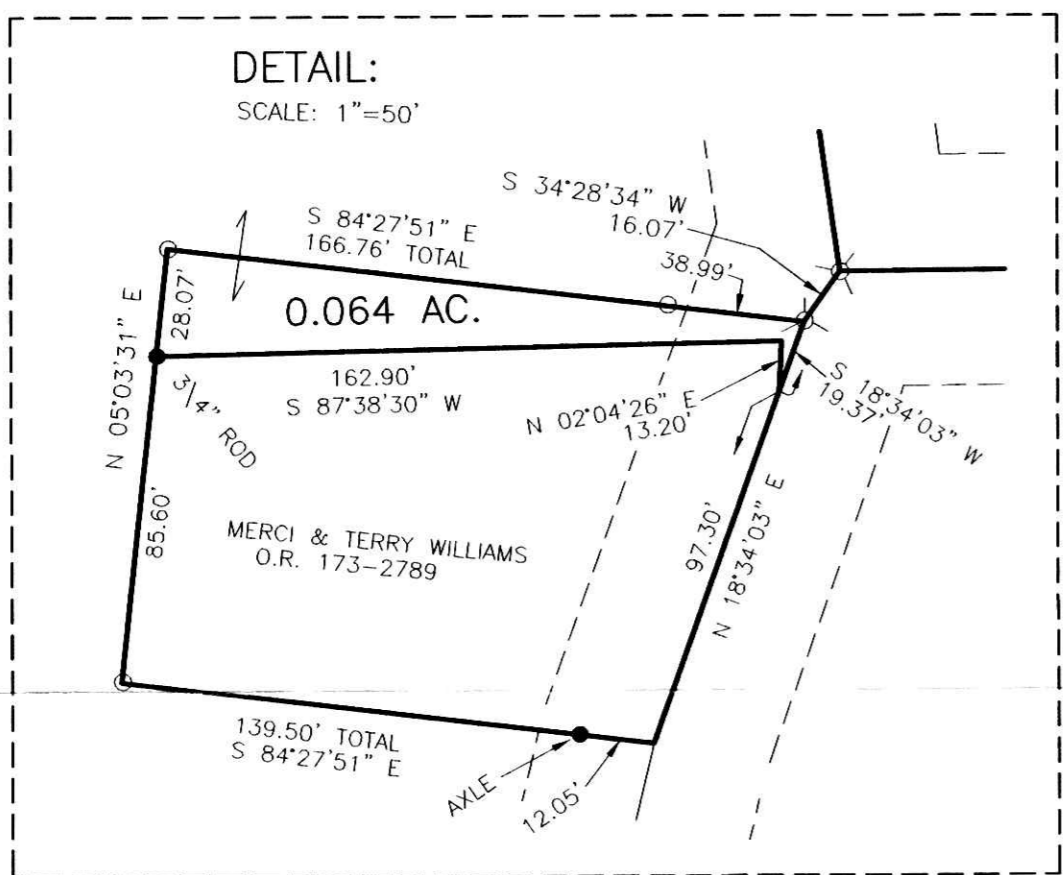 DETAIL:
SCALE: 1"=50'
S 34°28'34" W
16.07'
S 84°27'51" E
166.76' TOTAL
38.99'
0.064 AC.
N 05°03'31" E
28.07'
3/4" ROD
162.90'
S 87°38'30" W
N 02°04'26" E
13.20'
S 18°34'03" W
19.37'
85.60'
MERCI & TERRY WILLIAMS
O.R. 173-2789
97.30'
N 18°34'03" E
139.50' TOTAL
S 84°27'51" E
AXLE
12.05'